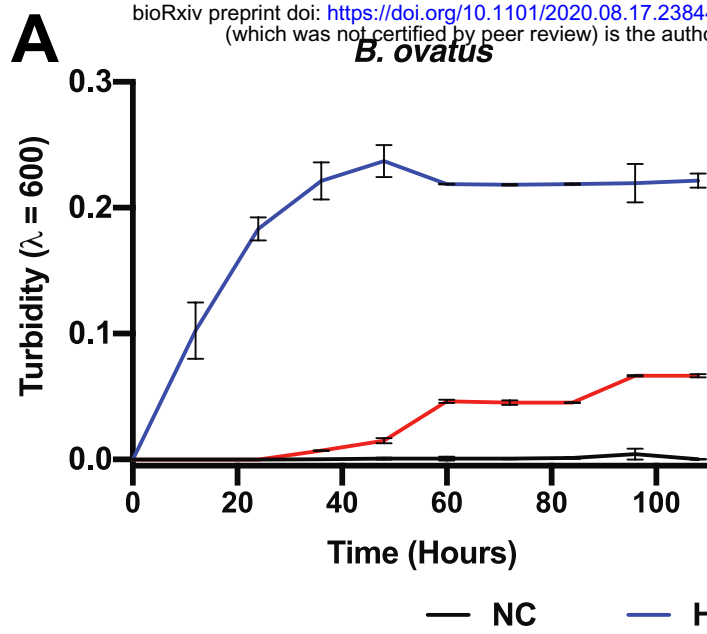 bioRxiv preprint doi: https://doi.org/10.1101/2020.08.17.23844
(which was not certified by peer review) is the autho
A
B. ovatus
0.3
0.2
0.1
0.0
Turbidity (λ = 600)
0 20 40 60 80 100
Time (Hours)
NC H